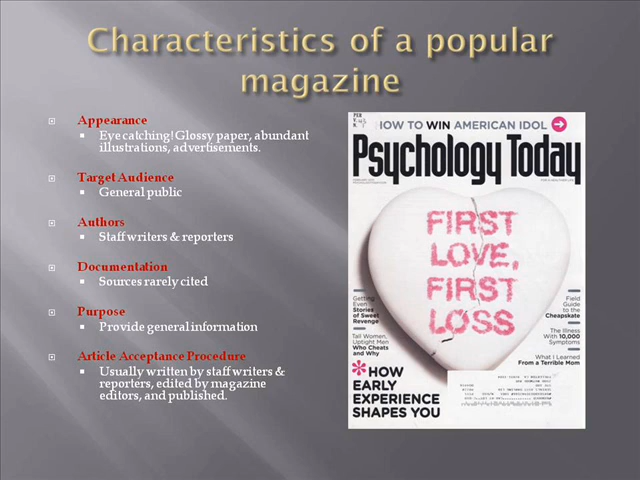 Characteristics of a popular
magazine
Appearance
Eye catching! Glossy paper, abundant
illustrations, advertisements.
Target Audience
General public
Authors
Staff writers & reporters
Documentation
Sources rarely cited
Purpose
Provide general information
Article Acceptance Procedure
Usually written by staff writers &
reporters, edited by magazine
editors, and published.
HOW TO WIN AMERICAN IDOL
Psychology Today
FIRST
LOVE,
FIRST
LOSS
Getting
Even:
Stories
of Sweet
Revenge
Tall Women,
Uptight Men
Who Cheats
and Why
*HOW
EARLY
EXPERIENCE
SHAPES YOU
Field
Guide
to the
Cheapskate
The Illness
With 10,000
Symptoms
What I Learned
From a Terrible Mom